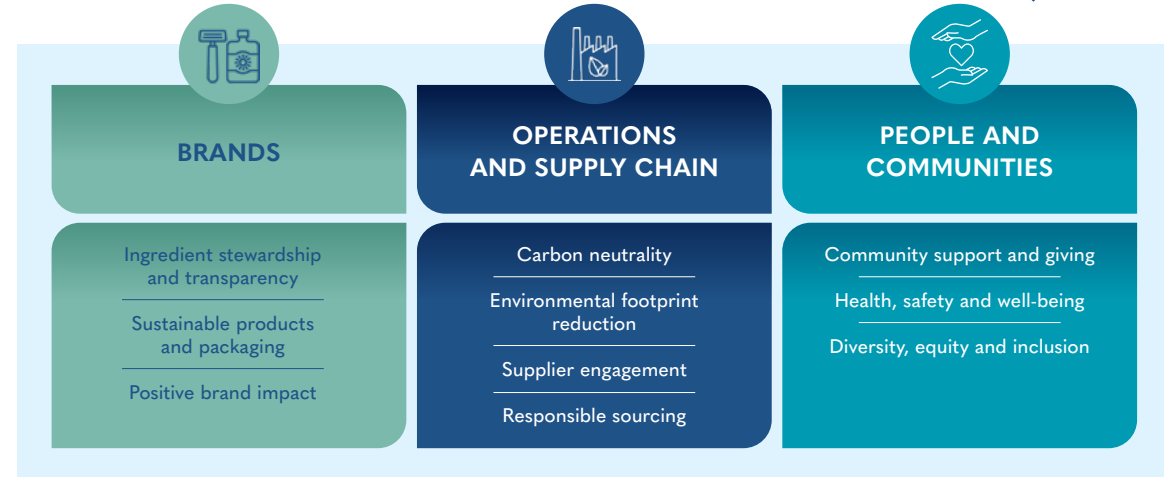 BRANDS
Ingredient stewardship
and transparency
Sustainable products
and packaging
Positive brand impact
OPERATIONS
AND SUPPLY CHAIN
Carbon neutrality
Environmental footprint
reduction
Supplier engagement
Responsible sourcing
PEOPLE AND
COMMUNITIES
Community support and giving
Health, safety and well-being
Diversity, equity and inclusion